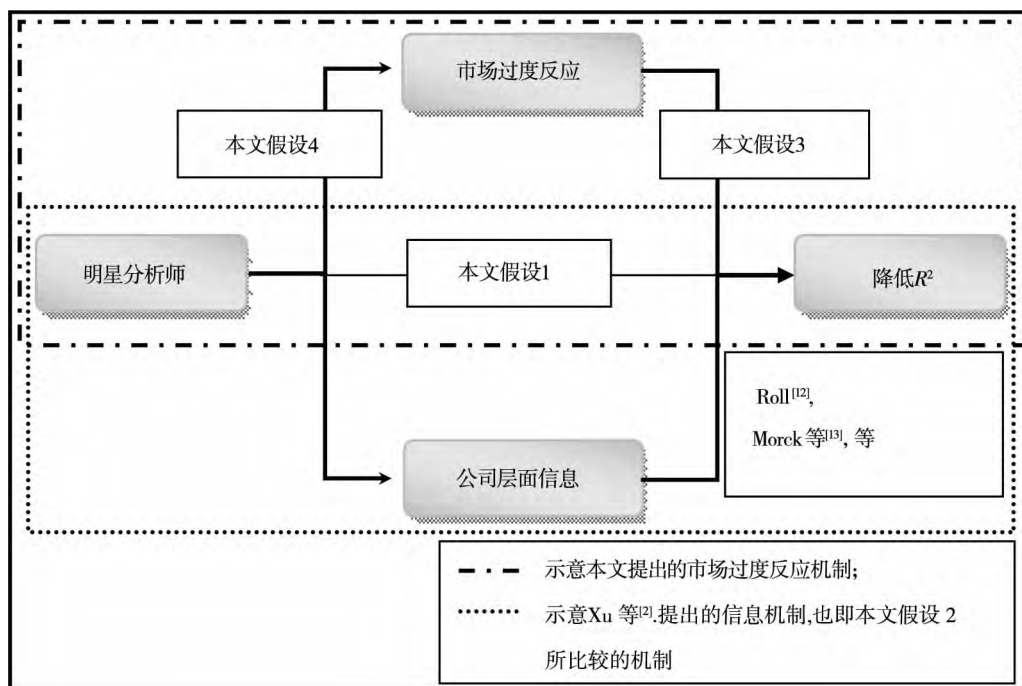 市场过度反应
本文假设4
本文假设3
明星分析师
本文假设1
降低R²
Roll[12],
Morck 等[13], 等
公司层面信息
示意本文提出的市场过度反应机制;
示意Xu 等[2].提出的信息机制,也即本文假设 2
所比较的机制